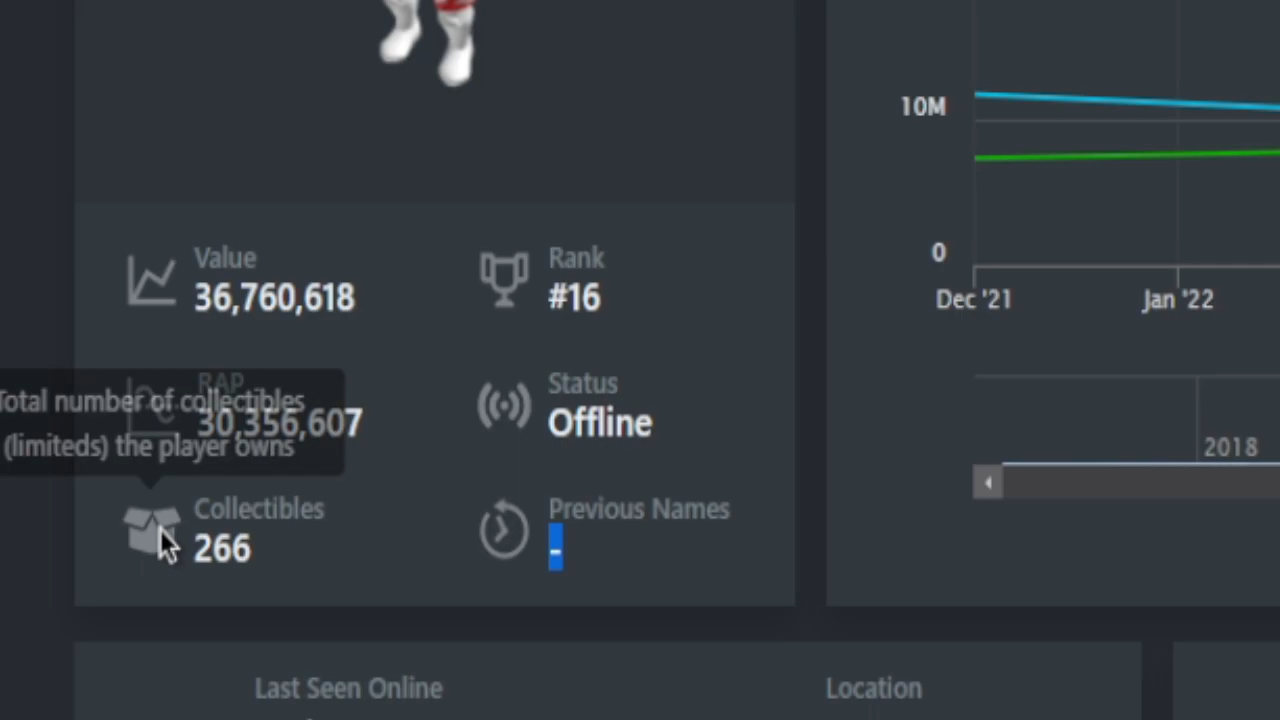 10M
0
Dec '21
Jan '22
2018
Value
36,760,618
Rank
#16
RAP
30,356,607
Status
Offline
Total number of collectibles
(limiteds) the player owns
Collectibles
266
Previous Names
-
Last Seen Online
Location